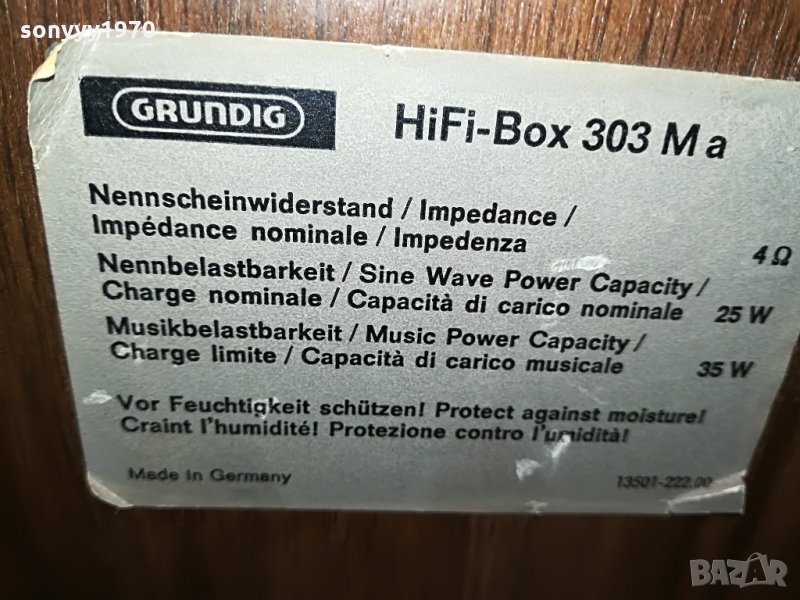 sonyyy1970
GRUNDIG
HiFi-Box 303 M a
Nennscheinwiderstand / Impedance /
Impédance nominale / Impedenza 4 Ω
Nennbelastbarkeit / Sine Wave Power Capacity /
Charge nominale / Capacità di carico nominale 25 W
Musikbelastbarkeit / Music Power Capacity /
Charge limite / Capacità di carico musicale 35 W
Vor Feuchtigkeit schützen! Protect against moisture!
Craint l'humidité! Protezione contro l'umidità!
Made in Germany 13501-222.00
BAZAR